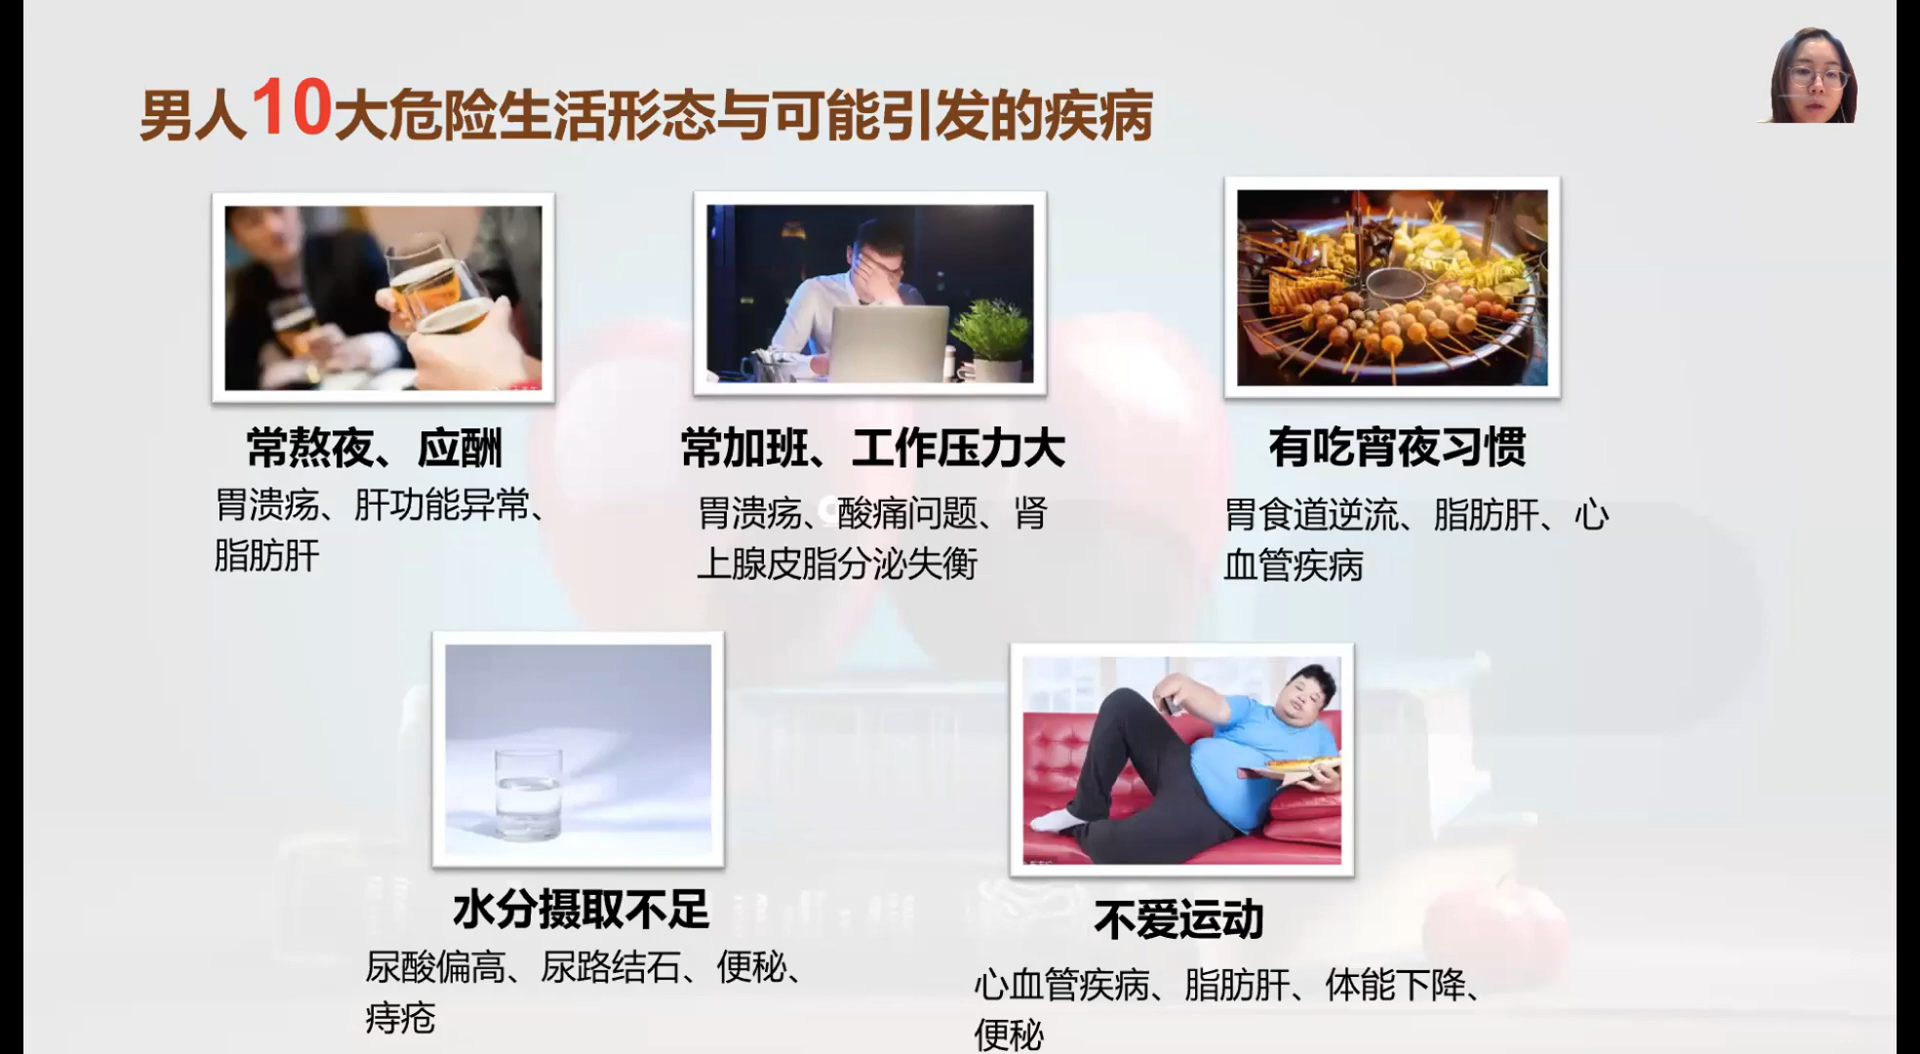 男人10大危险生活形态与可能引发的疾病
常熬夜、应酬
胃溃疡、肝功能异常、
脂肪肝
常加班、工作压力大
胃溃疡、酸痛问题、肾
上腺皮脂分泌失衡
有吃宵夜习惯
胃食道逆流、脂肪肝、心
血管疾病
水分摄取不足
尿酸偏高、尿路结石、便秘、
痔疮
不爱运动
心血管疾病、脂肪肝、体能下降、
便秘